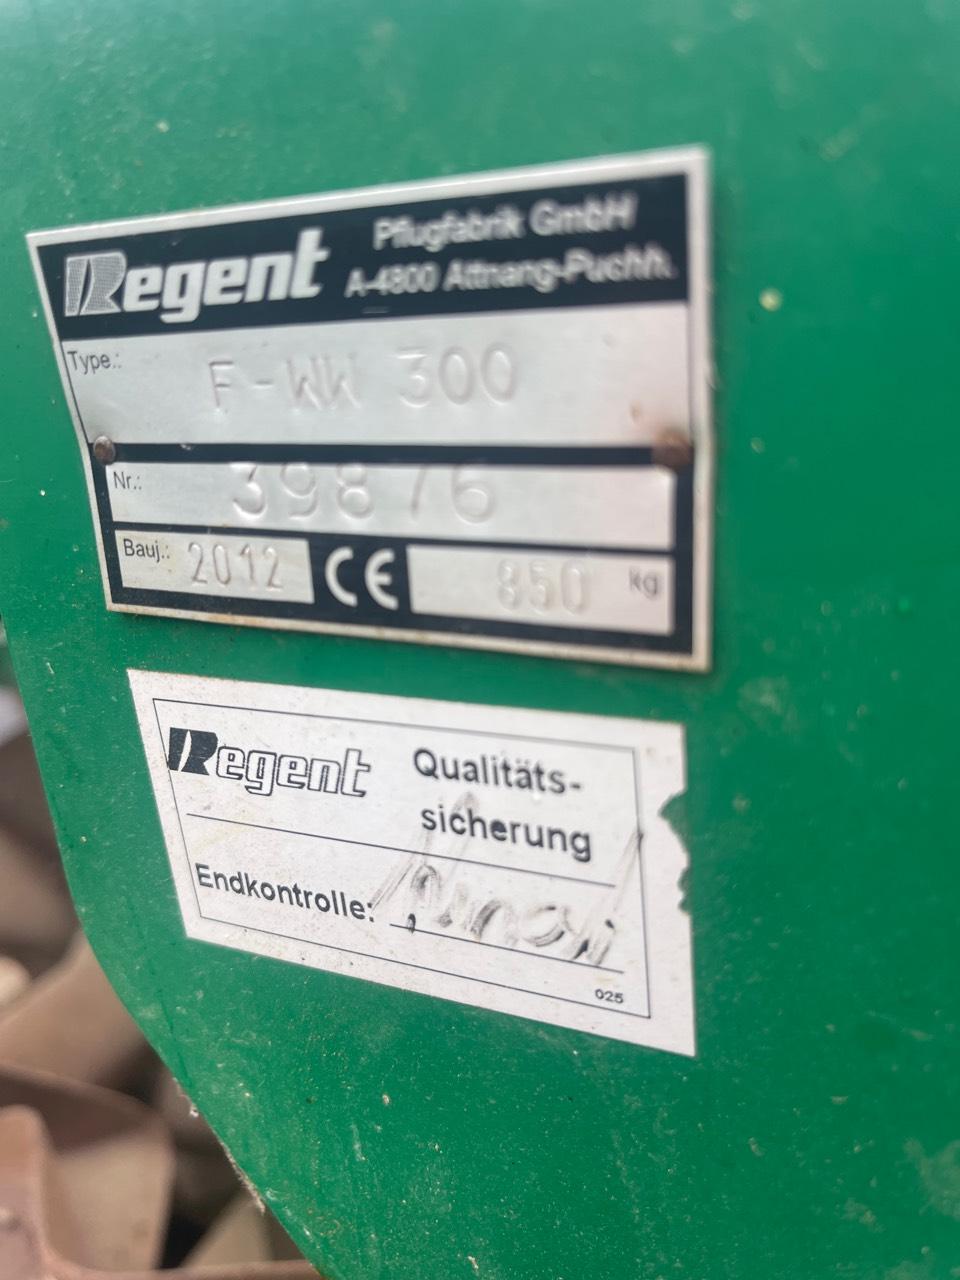 Regent
Pflugfabrik GmbH
A-4800 Attnang-Puchh.
Type.: F-WW 300
Nr.: 39876
Bauj.: 2012 CE 850 kg
Regent
Qualitäts-
sicherung
Endkontrolle:
025